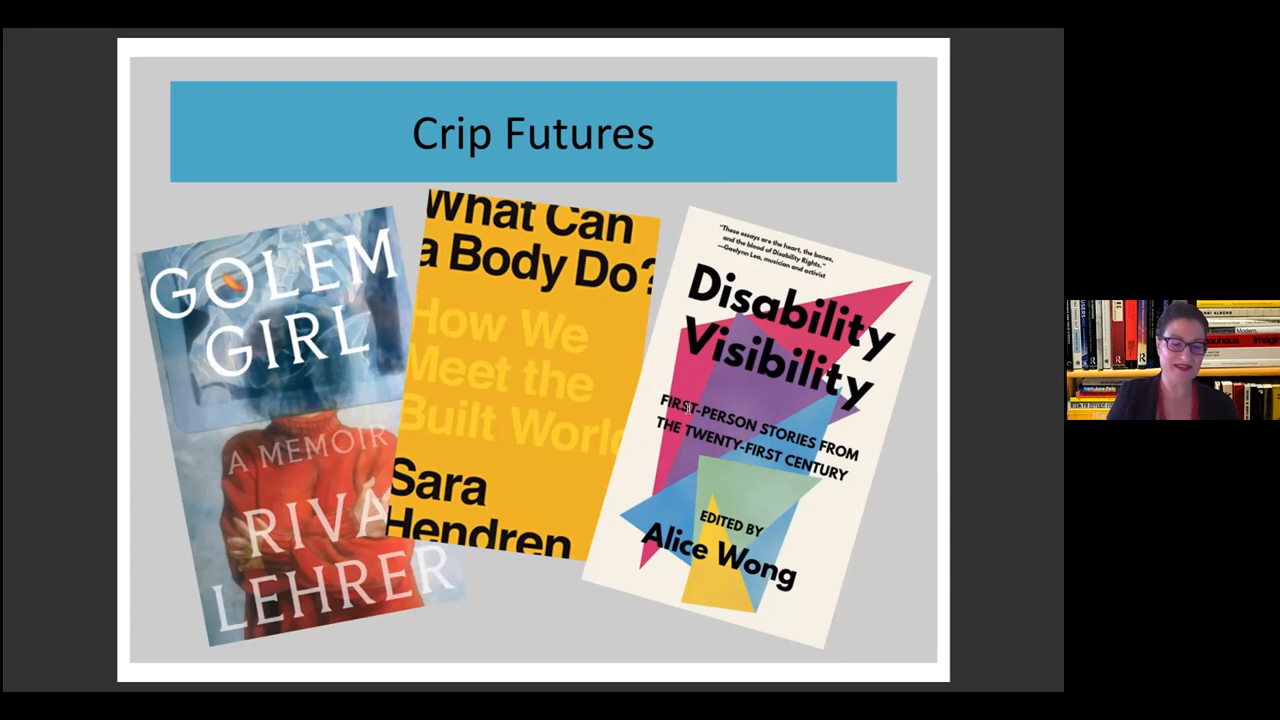 Crip Futures
GOLEM
GIRL
A MEMOIR
RIVA
LEHRER
What Can
a Body Do?
How We
Meet the
Built World
Sara
Hendren
"These essays are the heart, the bones,
and the blood of Disability Rights."
—Gaelynn Lea, musician and activist
Disability
Visibility
FIRST-PERSON STORIES FROM
THE TWENTY-FIRST CENTURY
EDITED BY
Alice Wong
bauhaus
imagine